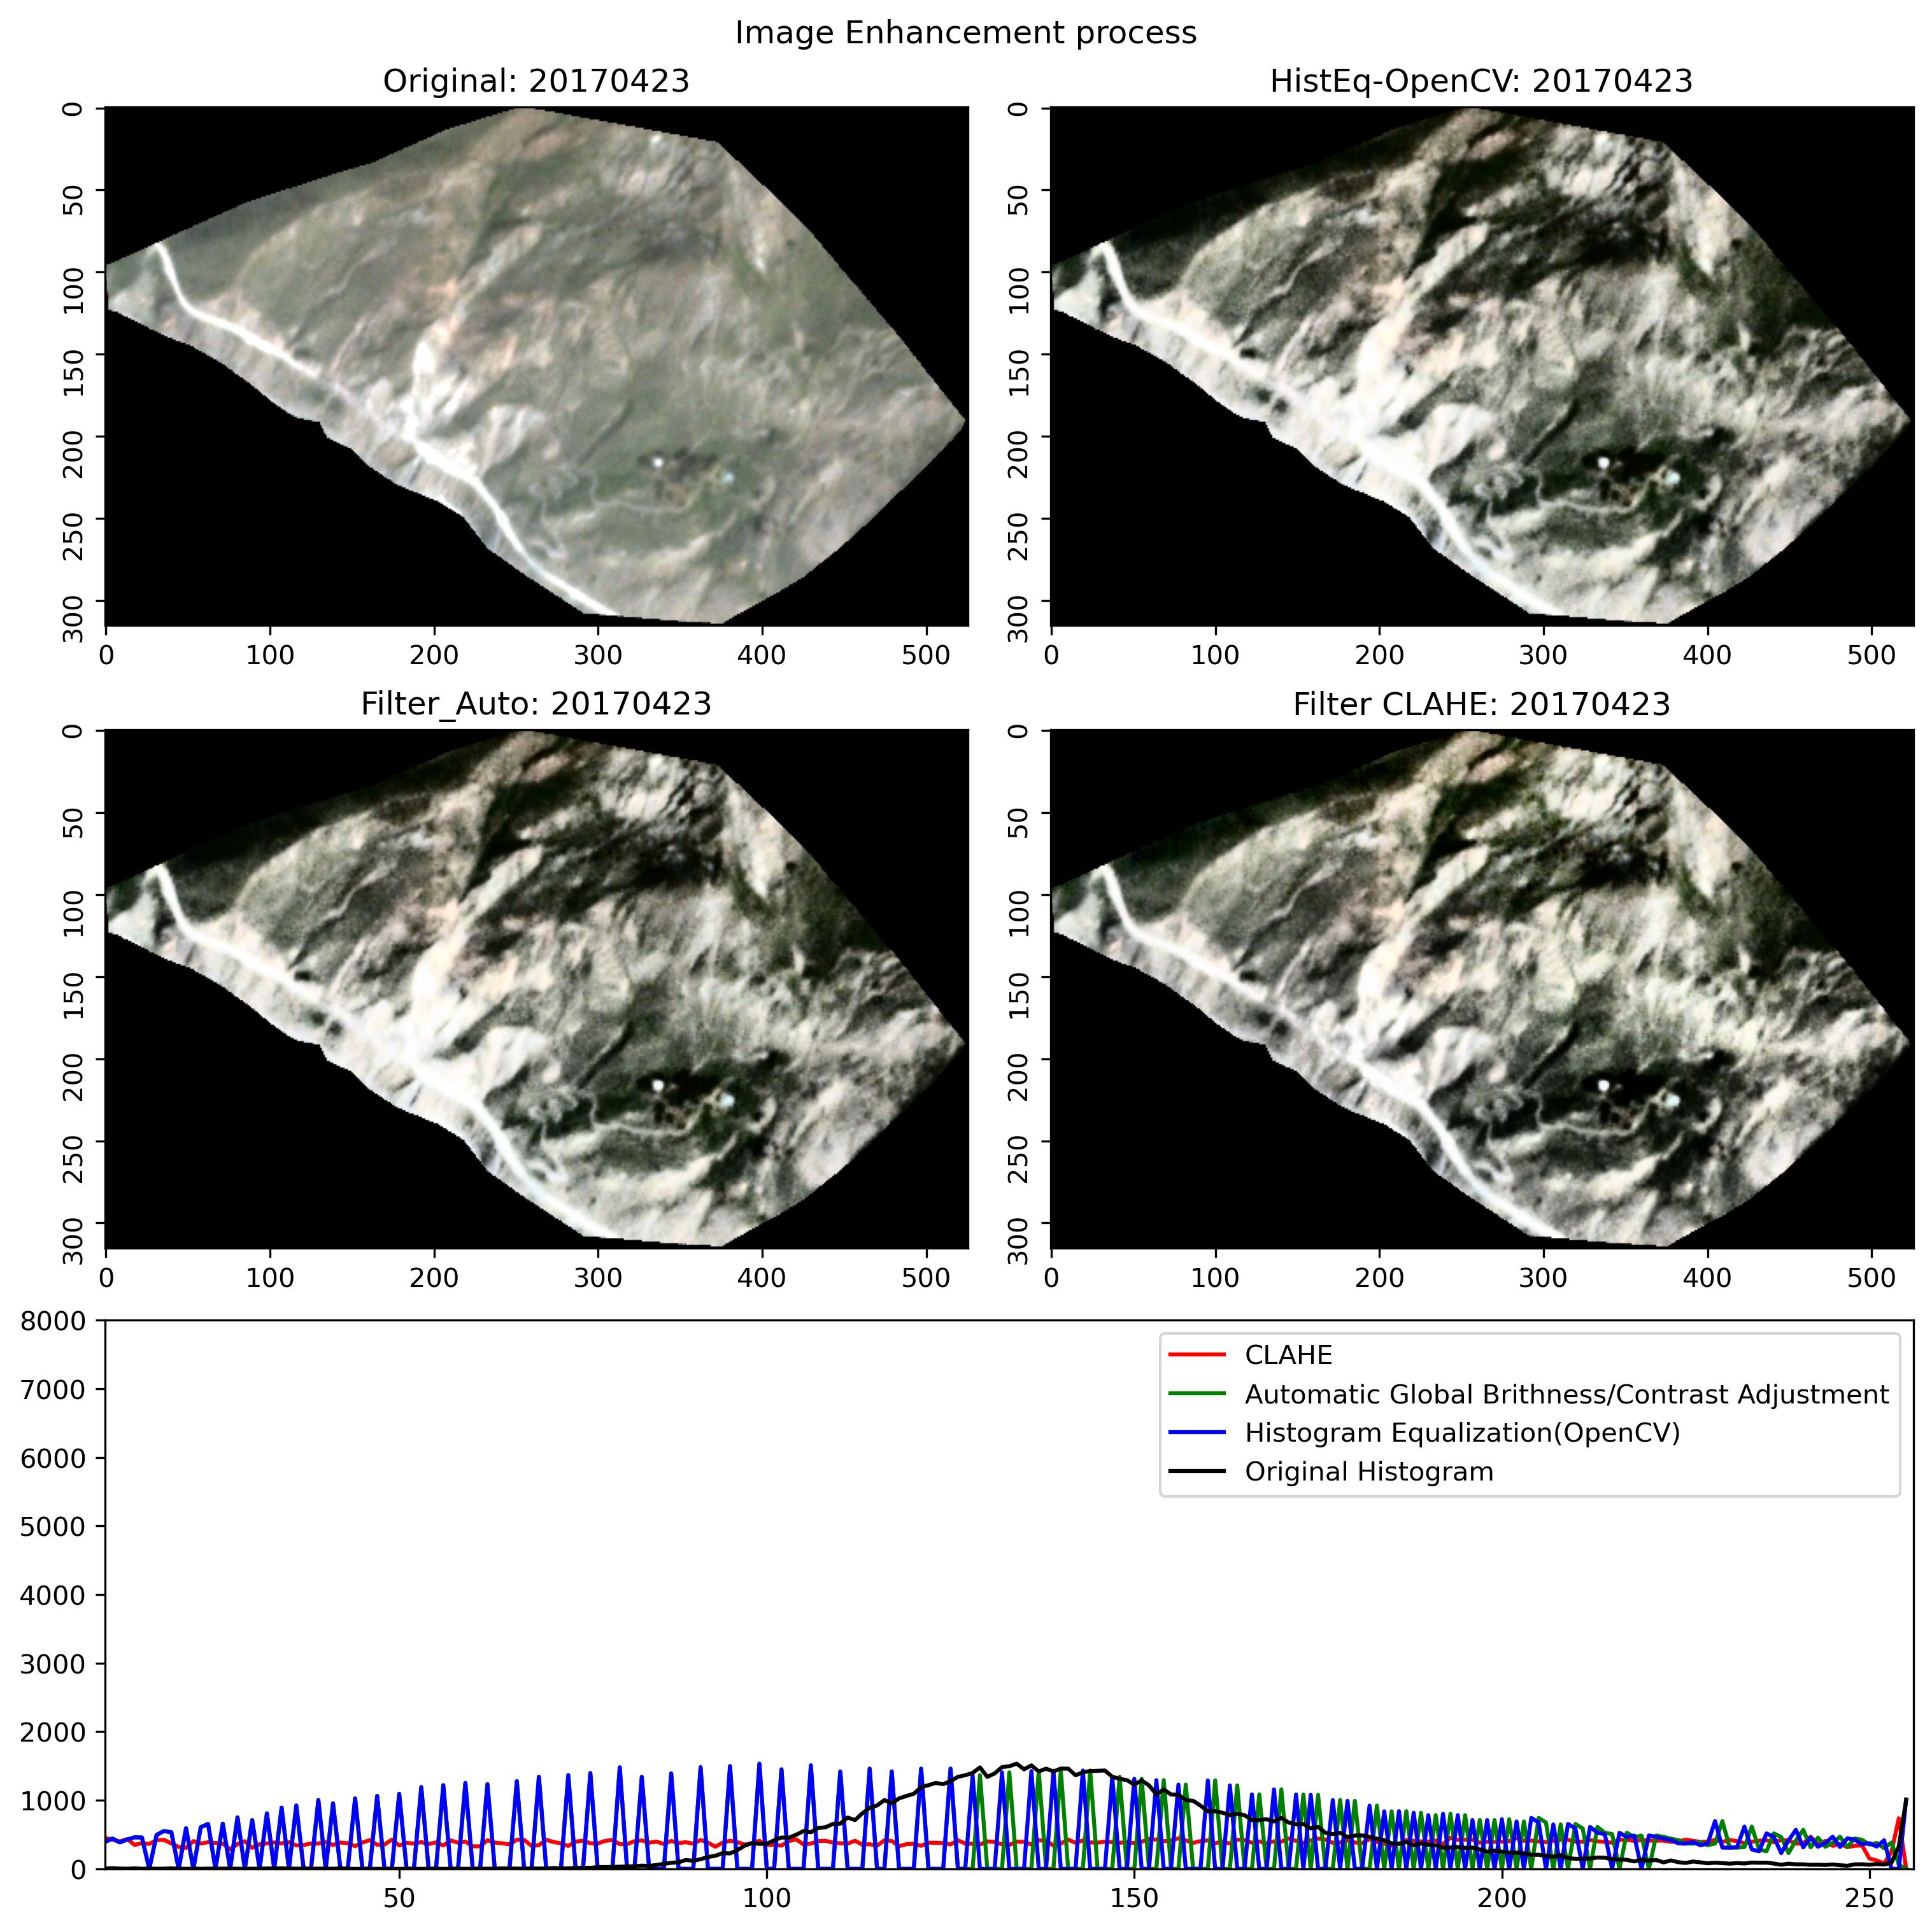 Image Enhancement process
Original: 20170423
HistEq-OpenCV: 20170423
0
50
100
150
200
250
300
0 100 200 300 400 500
0
50
100
150
200
250
300
0 100 200 300 400 500
Filter_Auto: 20170423
Filter CLAHE: 20170423
0
50
100
150
200
250
300
0 100 200 300 400 500
0
50
100
150
200
250
300
0 100 200 300 400 500
8000
7000
6000
5000
4000
3000
2000
1000
0
CLAHE
Automatic Global Brithness/Contrast Adjustment
Histogram Equalization(OpenCV)
Original Histogram
50 100 150 200 250